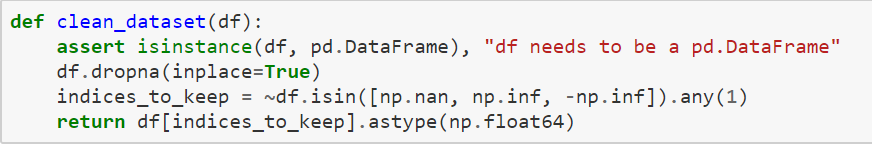 def clean_dataset(df):
    assert isinstance(df, pd.DataFrame), "df needs to be a pd.DataFrame"
    df.dropna(inplace=True)
    indices_to_keep = ~df.isin([np.nan, np.inf, -np.inf]).any(1)
    return df[indices_to_keep].astype(np.float64)